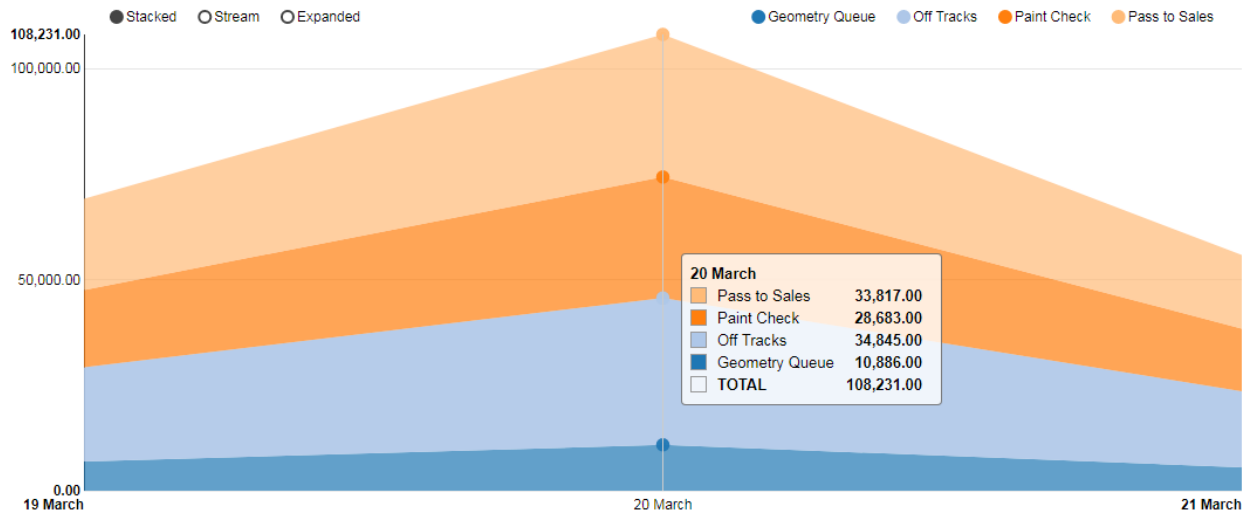 Stacked Stream Expanded Geometry Queue Off Tracks Paint Check Pass to Sales
108,231.00
100,000.00
50,000.00
20 March
Pass to Sales 33,817.00
Paint Check 28,683.00
Off Tracks 34,845.00
Geometry Queue 10,886.00
TOTAL 108,231.00
0.00
19 March 20 March 21 March